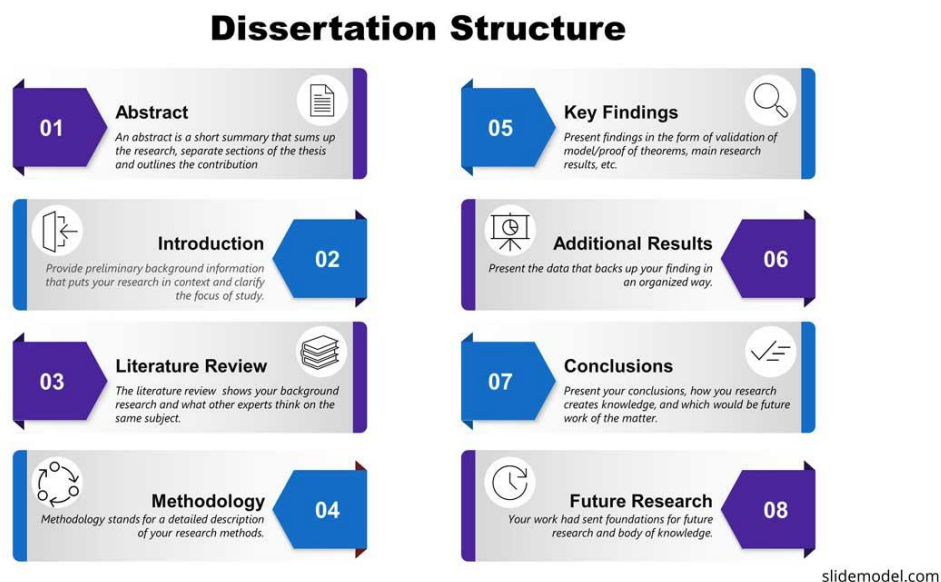 Dissertation Structure
01
Abstract
An abstract is a short summary that sums up
the research, separate sections of the thesis
and outlines the contribution
Introduction
Provide preliminary background information
that puts your research in context and clarify
the focus of study.
02
03
Literature Review
The literature review shows your background
research and what other experts think on the
same subject.
Methodology
Methodology stands for a detailed description
of your research methods.
04
05
Key Findings
Present findings in the form of validation of
model/proof of theorems, main research
results, etc.
Additional Results
Present the data that backs up your finding in
an organized way.
06
07
Conclusions
Present your conclusions, how you research
creates knowledge, and which would be future
work of the matter.
Future Research
Your work had sent foundations for future
research and body of knowledge.
08
slidemodel.com